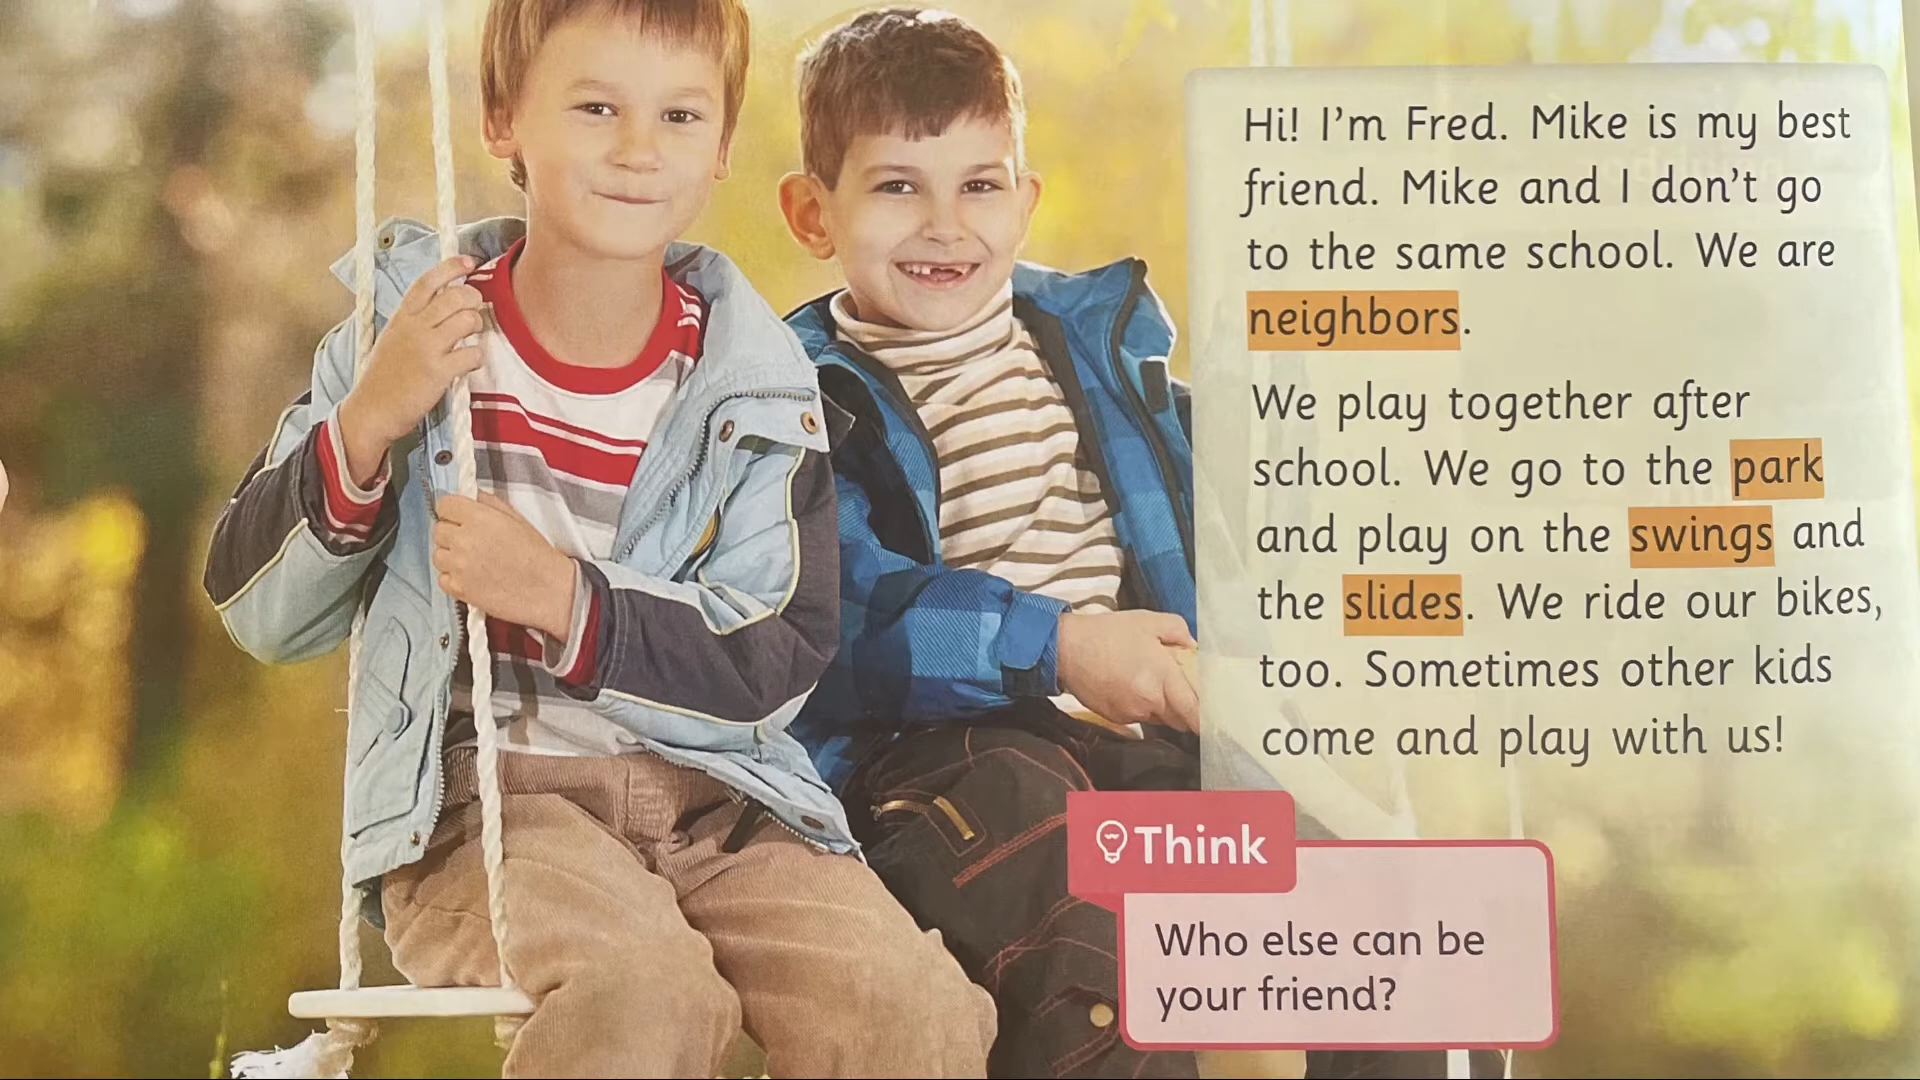 Hi! I'm Fred. Mike is my best
friend. Mike and I don't go
to the same school. We are
neighbors.
We play together after
school. We go to the park
and play on the swings and
the slides. We ride our bikes,
too. Sometimes other kids
come and play with us!
Think
Who else can be
your friend?